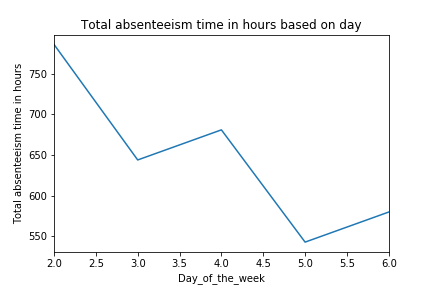 Total absenteeism time in hours based on day
Total absenteeism time in hours
750
700
650
600
550
2.0 2.5 3.0 3.5 4.0 4.5 5.0 5.5 6.0
Day_of_the_week